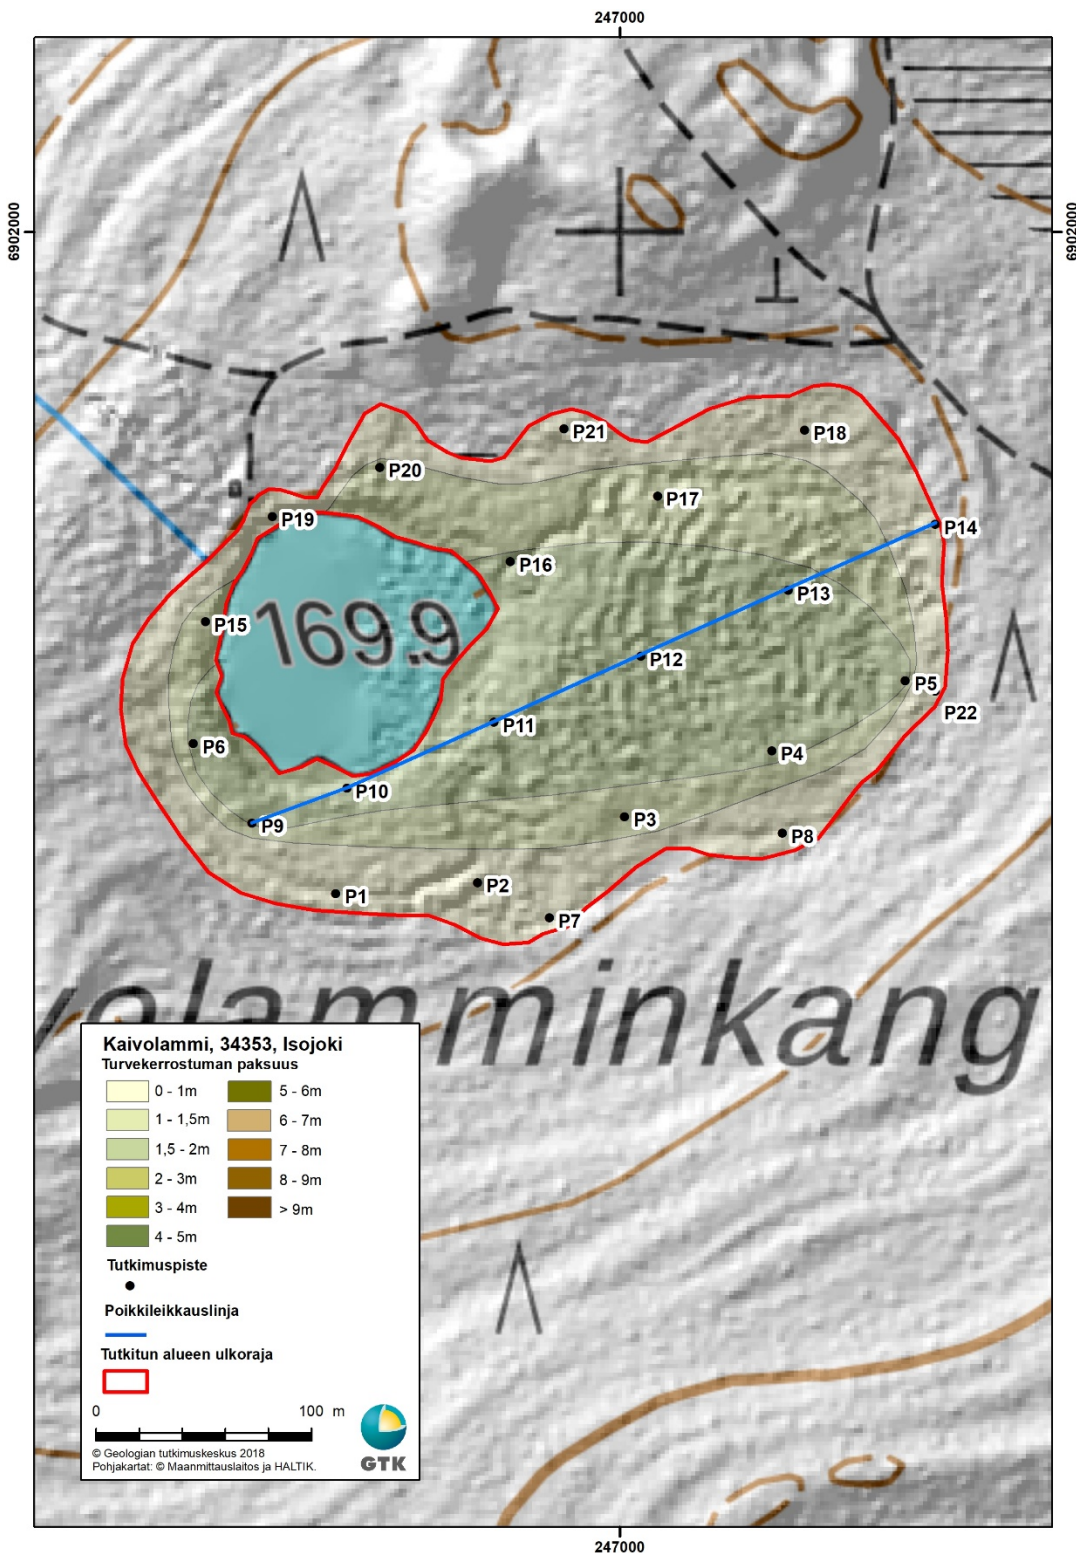 247000
6902000
6902000
P21
P18
P20
P17
P19
P14
P16
P13
169.9
P15
P12
P5
P22
P11
P6
P4
P10
P3
P9
P8
P1
P2
P7
volamminkang
Kaivolammi, 34353, Isojoki
Turvekerrostuman paksuus
0 - 1m
5 - 6m
1 - 1,5m
6 - 7m
1,5 - 2m
7 - 8m
2 - 3m
8 - 9m
3 - 4m
> 9m
4 - 5m
Tutkimuspiste
Poikkileikkauslinja
Tutkitun alueen ulkoraja
0 100 m
© Geologian tutkimuskeskus 2018
Pohjakartat: © Maanmittauslaitos ja HALTIK.
GTK
247000